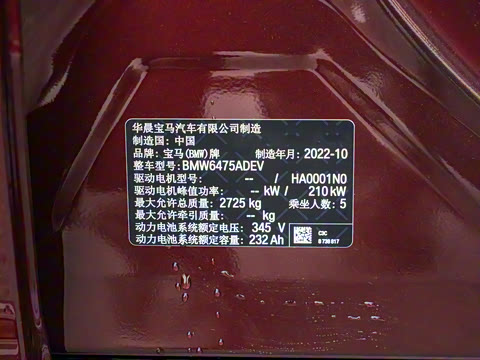 华晨宝马汽车有限公司制造
制造国: 中国
品牌: 宝马(BMW)牌 制造年月: 2022-10
整车型号: BMW6475ADEV
驱动电机型号: -- / HA0001N0
驱动电机峰值功率: -- kW / 210 kW
最大允许总质量: 2725 kg 乘坐人数: 5
最大允许牵引质量: -- kg
动力电池系统额定电压: 345 V
动力电池系统额定容量: 232 Ah